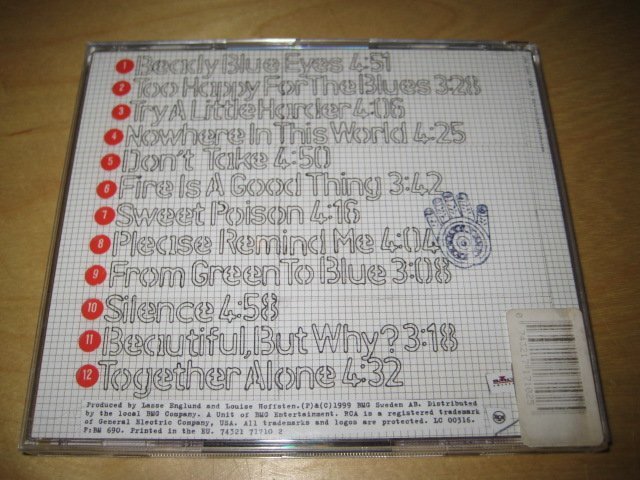 1 Beady Blue Eyes 4:51
2 Too Happy For The Blues 3:28
3 Try A Little Harder 4:06
4 Nowhere In This World 4:25
5 Don't Take 4:50
6 Fire Is A Good Thing 3:42
7 Sweet Poison 4:16
8 Please Remind Me 4:04
9 From Green To Blue 3:08
10 Silence 4:58
11 Beautiful, But Why? 3:18
12 Together Alone 4:32
Produced by Lasse Englund and Louise Hoffsten. (P)&(C)1999 BMG Sweden AB. Distributed
by the local BMG Company. A Unit of BMG Entertainment. RCA is a registered trademark
of General Electric Company, USA. All trademarks and logos are protected. LC 00316.
F: BM 690. Printed in the EU. 74321 71710 2